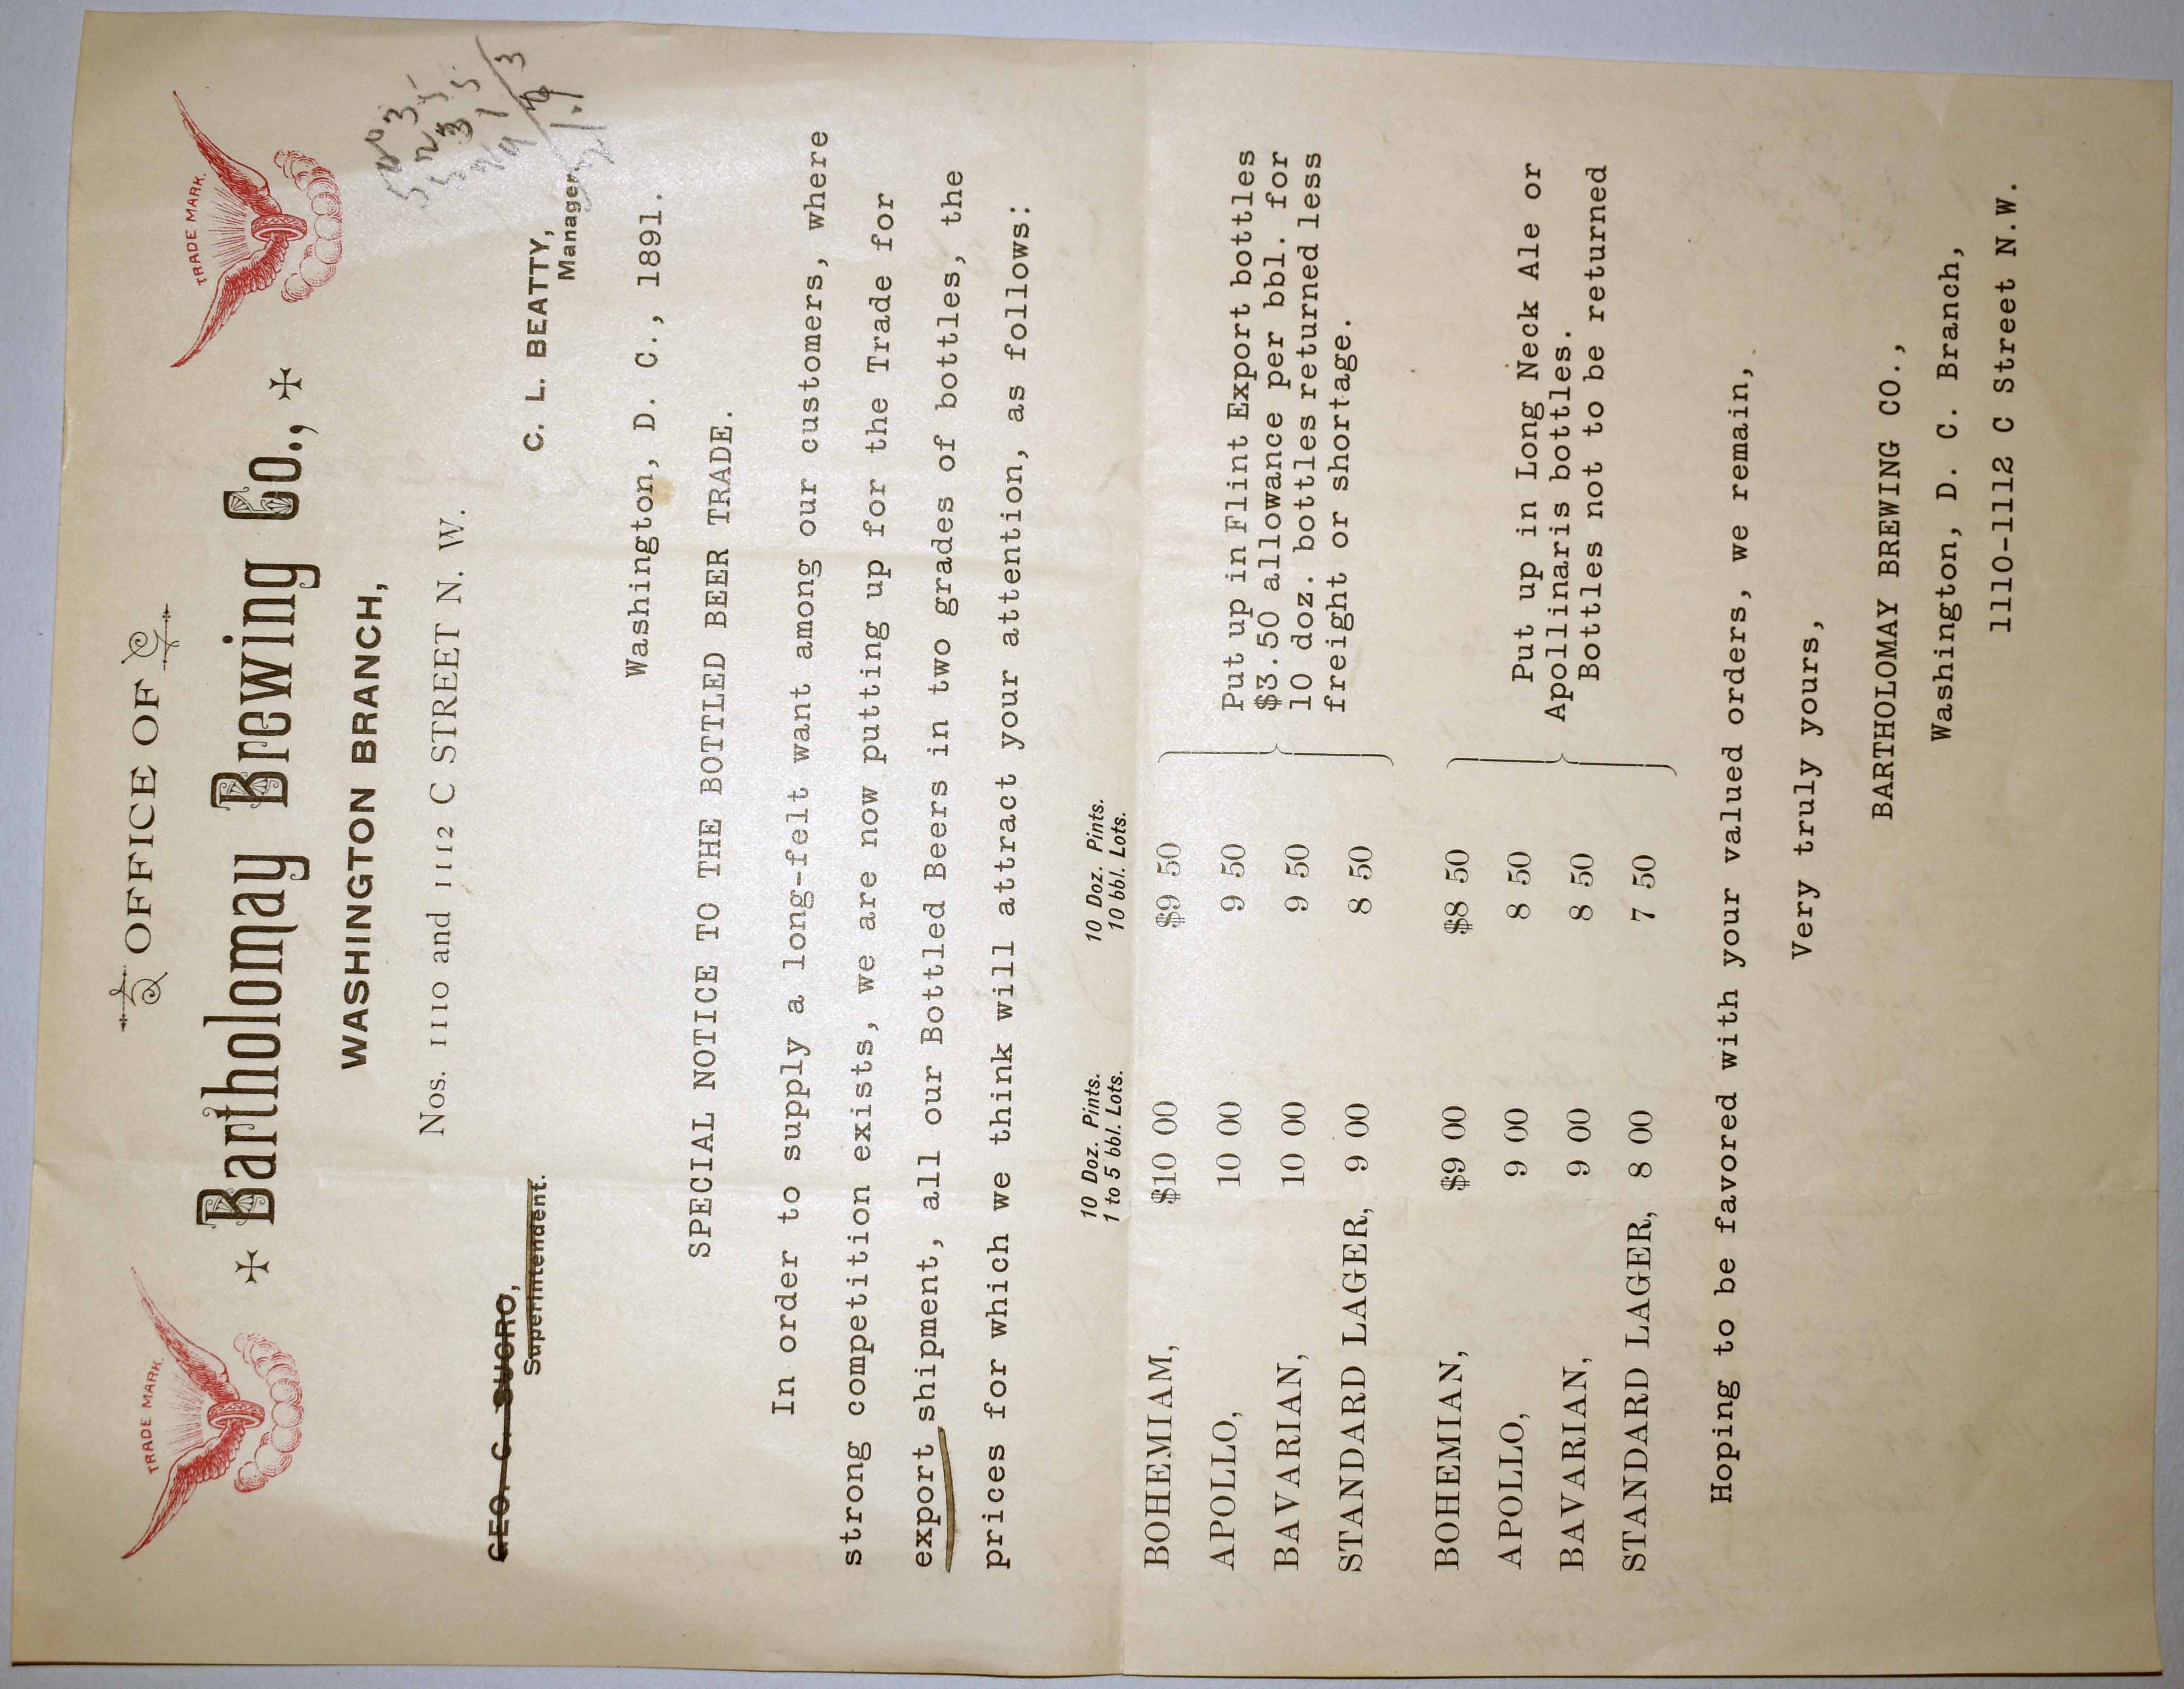 OFFICE OF
TRADE MARK.
TRADE MARK.
Bartholomay Brewing Co.,
WASHINGTON BRANCH,
Nos. 1110 and 1112 C STREET N. W.
GEO. C. SUCRO,
Superintendent.
C. L. BEATTY,
Manager.
Washington, D. C., 1891.
SPECIAL NOTICE TO THE BOTTLED BEER TRADE.
In order to supply a long-felt want among our customers, where
strong competition exists, we are now putting up for the Trade for
export shipment, all our Bottled Beers in two grades of bottles, the
prices for which we think will attract your attention, as follows:
10 Doz. Pints. 10 Doz. Pints.
1 to 5 bbl. Lots. 10 bbl. Lots.
BOHEMIAM, $10 00 $9 50
APOLLO, 10 00 9 50
BAVARIAN, 10 00 9 50
STANDARD LAGER, 9 00 8 50
Put up in Flint Export bottles
$3.50 allowance per bbl. for
10 doz. bottles returned less
freight or shortage.
BOHEMIAN, $9 00 $8 50
APOLLO, 9 00 8 50
BAVARIAN, 9 00 8 50
STANDARD LAGER, 8 00 7 50
Put up in Long Neck Ale or
Apollinaris bottles.
Bottles not to be returned
Hoping to be favored with your valued orders, we remain,
Very truly yours,
BARTHOLOMAY BREWING CO.,
Washington, D. C. Branch,
1110-1112 C Street N.W.